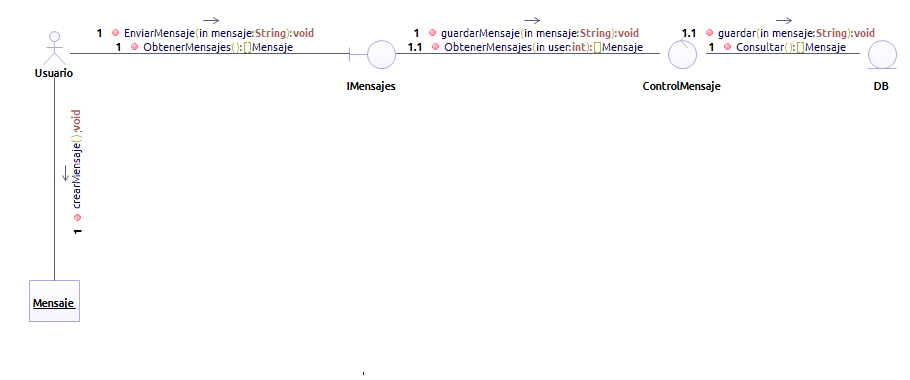 1 EnviarMensaje(in mensaje:String):void
1 ObtenerMensajes():[]Mensaje
1 guardarMensaje(in mensaje:String):void
1.1 ObtenerMensajes(in user:int):[]Mensaje
1.1 guardar(in mensaje:String):void
1 Consultar():[]Mensaje
Usuario
IMensajes
ControlMensaje
DB
1 crearMensaje():void
Mensaje